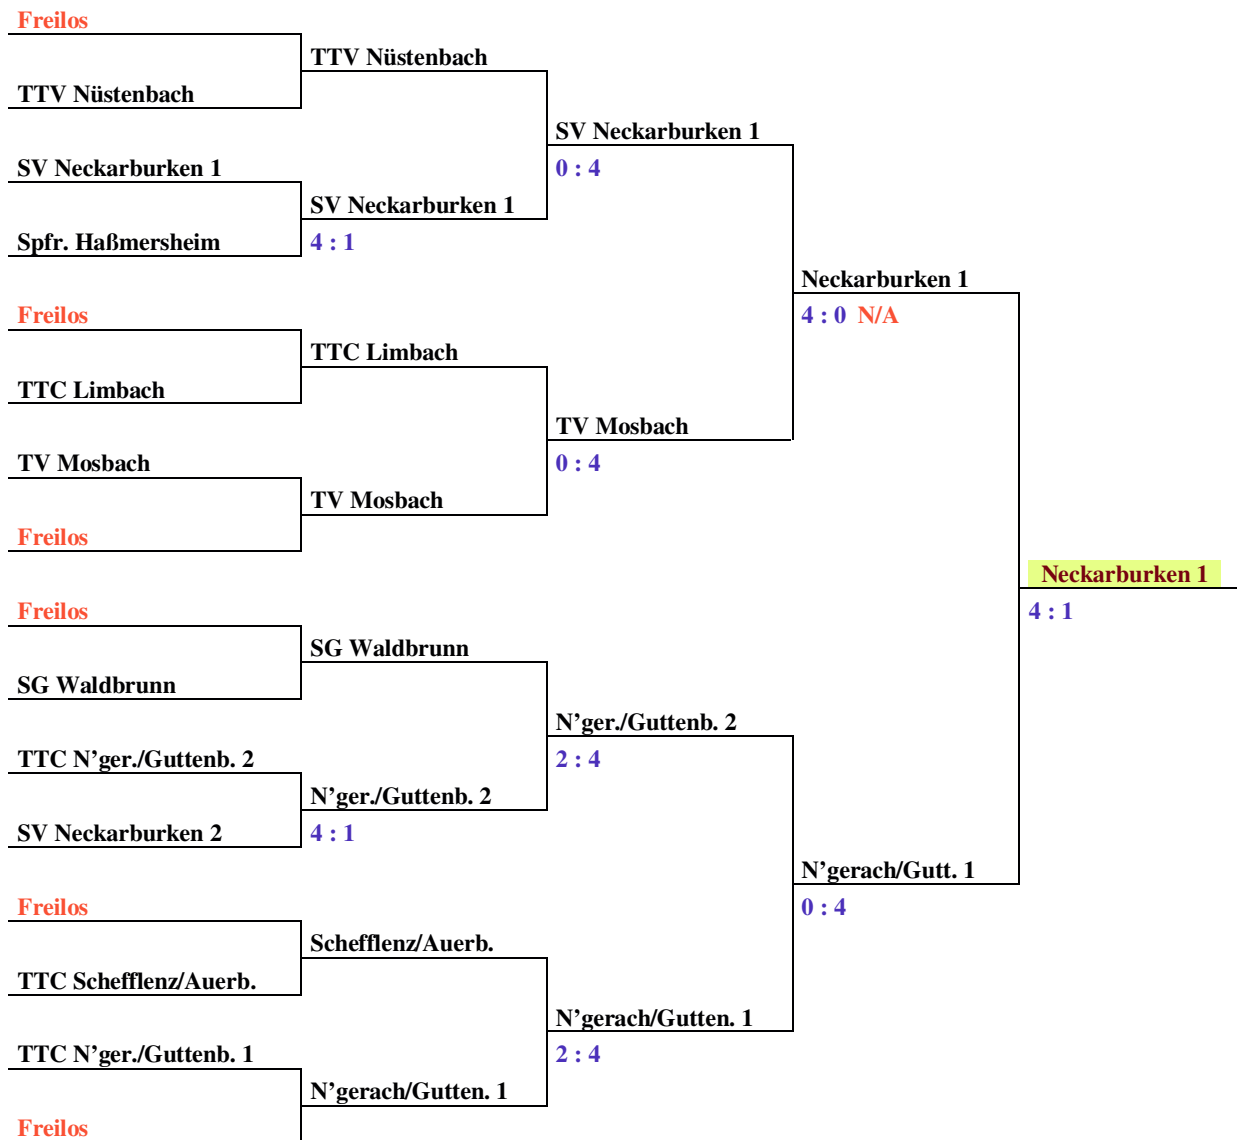 Freilos
TTV Nüstenbach
TTV Nüstenbach
SV Neckarburken 1
SV Neckarburken 1
0 : 4
SV Neckarburken 1
Spfr. Haßmersheim
4 : 1
Neckarburken 1
Freilos
4 : 0 N/A
TTC Limbach
TTC Limbach
TV Mosbach
TV Mosbach
0 : 4
TV Mosbach
Freilos
Neckarburken 1
Freilos
4 : 1
SG Waldbrunn
SG Waldbrunn
N’ger./Guttenb. 2
TTC N’ger./Guttenb. 2
2 : 4
N’ger./Guttenb. 2
SV Neckarburken 2
4 : 1
N’gerach/Gutt. 1
Freilos
0 : 4
Schefflenz/Auerb.
TTC Schefflenz/Auerb.
N’gerach/Gutten. 1
TTC N’ger./Guttenb. 1
2 : 4
N’gerach/Gutten. 1
Freilos